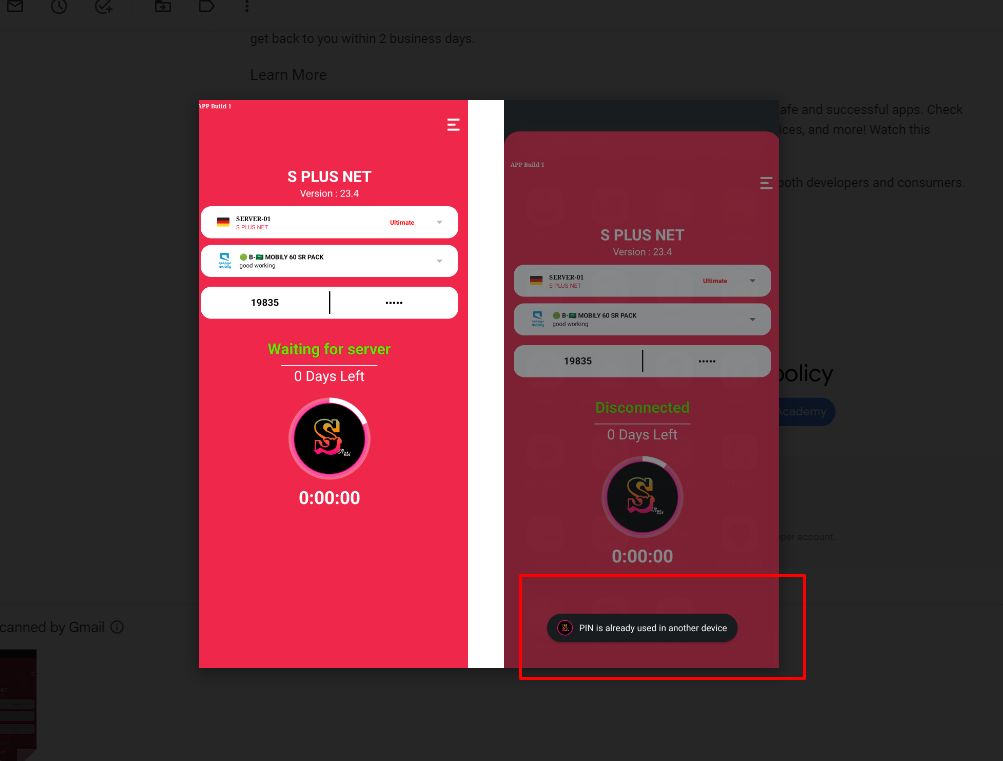 get back to you within 2 business days.
Learn More
afe and successful apps. Check
ices, and more! Watch this
both developers and consumers.
APP Build 1
S PLUS NET
Version : 23.4
SERVER-01
S PLUS NET
Ultimate
B-🇸🇦 MOBILY 60 SR PACK
good working
19835
•••••
Waiting for server
0 Days Left
0:00:00
APP Build 1
S PLUS NET
Version : 23.4
SERVER-01
S PLUS NET
Ultimate
B-🇸🇦 MOBILY 60 SR PACK
good working
19835
•••••
Disconnected
0 Days Left
0:00:00
PIN is already used in another device
policy
Academy
per account.
canned by Gmail